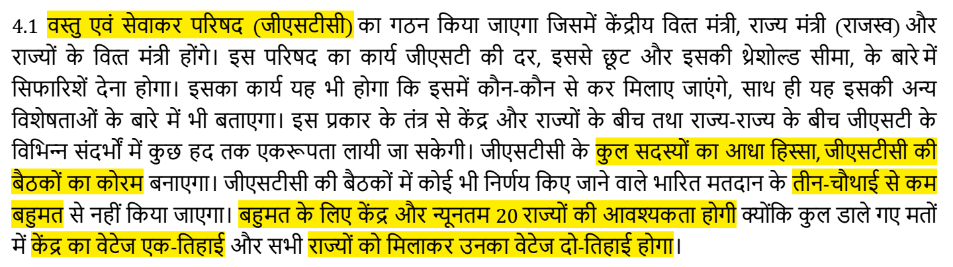 4.1 वस्तु एवं सेवाकर परिषद (जीएसटीसी) का गठन किया जाएगा जिसमें केंद्रीय वित्त मंत्री, राज्य मंत्री (राजस्व) और
राज्यों के वित्त मंत्री होंगे। इस परिषद का कार्य जीएसटी की दर, इससे छूट और इसकी थ्रेशोल्ड सीमा, के बारे में
सिफारिशें देना होगा। इसका कार्य यह भी होगा कि इसमें कौन-कौन से कर मिलाए जाएंगे, साथ ही यह इसकी अन्य
विशेषताओं के बारे में भी बताएगा। इस प्रकार के तंत्र से केंद्र और राज्यों के बीच तथा राज्य-राज्य के बीच जीएसटी के
विभिन्न संदर्भों में कुछ हद तक एकरूपता लायी जा सकेगी। जीएसटीसी के कुल सदस्यों का आधा हिस्सा, जीएसटीसी की
बैठकों का कोरम बनाएगा। जीएसटीसी की बैठकों में कोई भी निर्णय किए जाने वाले भारित मतदान के तीन-चौथाई से कम
बहुमत से नहीं किया जाएगा। बहुमत के लिए केंद्र और न्यूनतम 20 राज्यों की आवश्यकता होगी क्योंकि कुल डाले गए मतों
में केंद्र का वेटेज एक-तिहाई और सभी राज्यों को मिलाकर उनका वेटेज दो-तिहाई होगा।